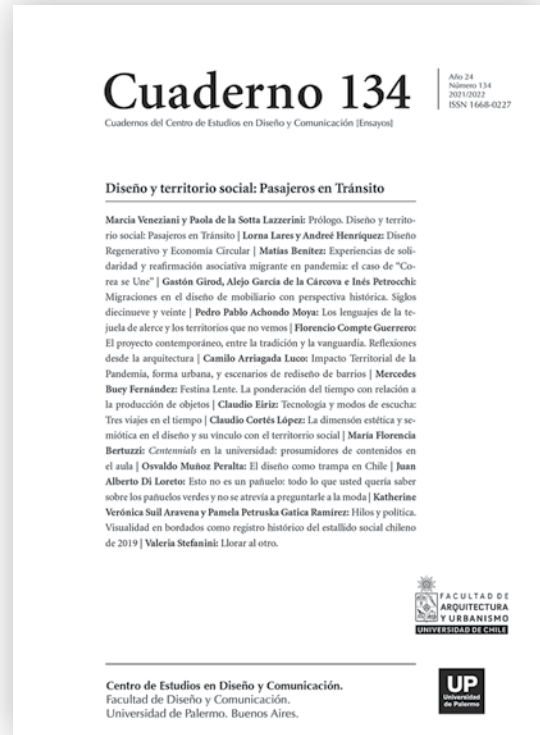 Cuaderno 134
Cuadernos del Centro de Estudios en Diseño y Comunicación [Ensayos]
Año 24
Número 134
2021/2022
ISSN 1668-0227
Diseño y territorio social: Pasajeros en Tránsito
Marcia Veneziani y Paola de la Sotta Lazzerini: Prólogo. Diseño y territo-
rio social: Pasajeros en Tránsito | Lorna Lares y Andreé Henríquez: Diseño
Regenerativo y Economía Circular | Matías Benítez: Experiencias de soli-
daridad y reafirmación asociativa migrante en pandemia: el caso de “Co-
rea se Une” | Gastón Girod, Alejo García de la Cárcova e Inés Petrocchi:
Migraciones en el diseño de mobiliario con perspectiva histórica. Siglos
diecinueve y veinte | Pedro Pablo Achondo Moya: Los lenguajes de la te-
juela de alerce y los territorios que no vemos | Florencio Compte Guerrero:
El proyecto contemporáneo, entre la tradición y la vanguardia. Reflexiones
desde la arquitectura | Camilo Arriagada Luco: Impacto Territorial de la
Pandemia, forma urbana, y escenarios de rediseño de barrios | Mercedes
Buey Fernández: Festina Lente. La ponderación del tiempo con relación a
la producción de objetos | Claudio Eiriz: Tecnología y modos de escucha:
Tres viajes en el tiempo | Claudio Cortés López: La dimensón estética y se-
miótica en el diseño y su vínculo con el territorrio social | María Florencia
Bertuzzi: Centennials en la universidad: prosumidores de contenidos en
el aula | Osvaldo Muñoz Peralta: El diseño como trampa en Chile | Juan
Alberto Di Loreto: Esto no es un pañuelo: todo lo que usted quería saber
sobre los pañuelos verdes y no se atrevía a preguntarle a la moda | Katherine
Verónica Suil Aravena y Pamela Petruska Gatica Ramírez: Hilos y política.
Visualidad en bordados como registro histórico del estallido social chileno
de 2019 | Valeria Stefanini: Llorar al otro.
FACULTAD DE
ARQUITECTURA
Y URBANISMO
UNIVERSIDAD DE CHILE
Centro de Estudios en Diseño y Comunicación.
Facultad de Diseño y Comunicación.
Universidad de Palermo. Buenos Aires.
UP
Universidad
de Palermo